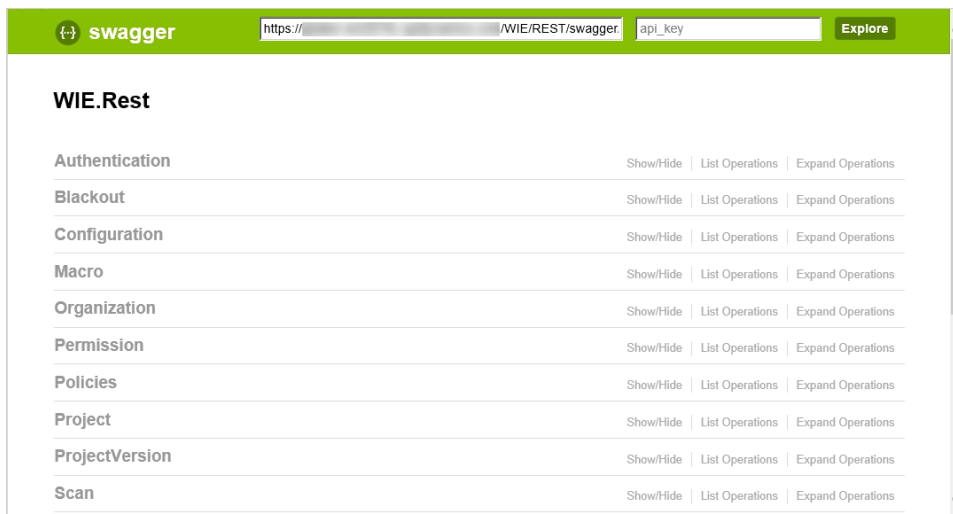 {··} swagger https:// /WIE/REST/swagger. api_key Explore
WIE.Rest
Authentication Show/Hide List Operations Expand Operations
Blackout Show/Hide List Operations Expand Operations
Configuration Show/Hide List Operations Expand Operations
Macro Show/Hide List Operations Expand Operations
Organization Show/Hide List Operations Expand Operations
Permission Show/Hide List Operations Expand Operations
Policies Show/Hide List Operations Expand Operations
Project Show/Hide List Operations Expand Operations
ProjectVersion Show/Hide List Operations Expand Operations
Scan Show/Hide List Operations Expand Operations